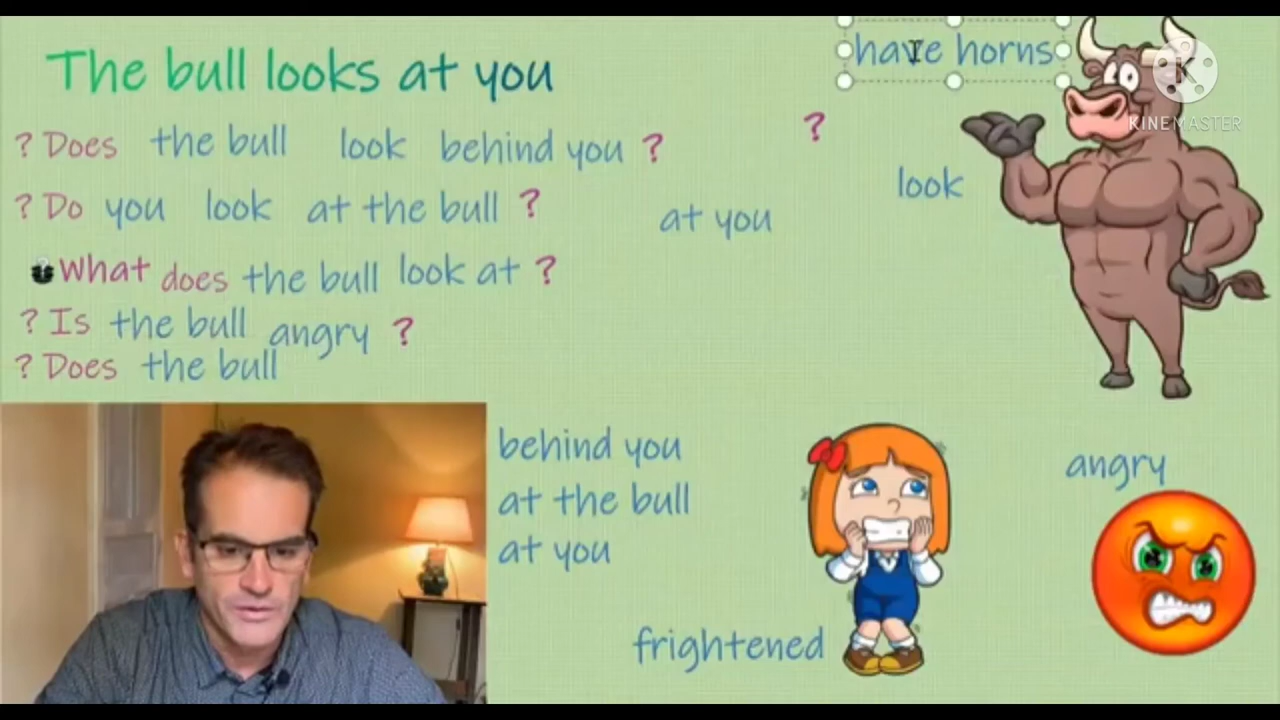 The bull looks at you
have horns
K
KINEMASTER
? Does the bull look behind you ?
?
look
? Do you look at the bull ?
at you
What does the bull look at ?
? Is the bull angry ?
? Does the bull
behind you
at the bull
at you
angry
frightened